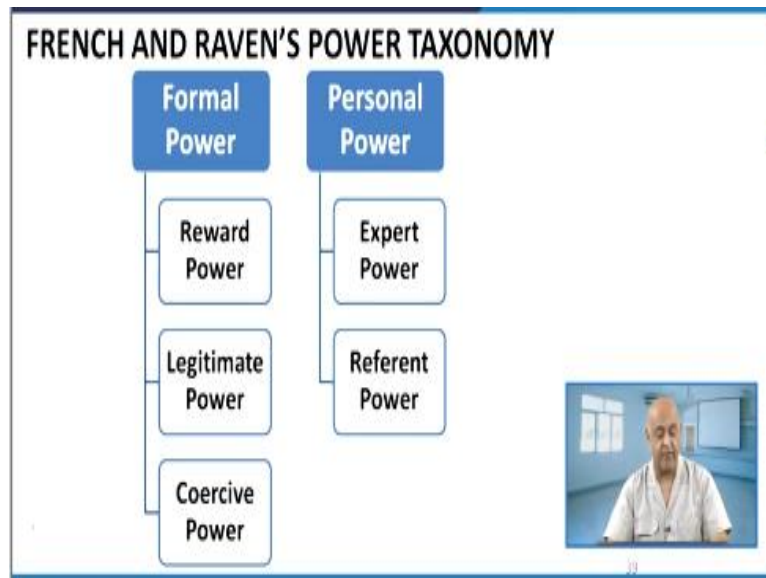 FRENCH AND RAVEN'S POWER TAXONOMY
Formal
Power
Reward
Power
Legitimate
Power
Coercive
Power
Personal
Power
Expert
Power
Referent
Power
39